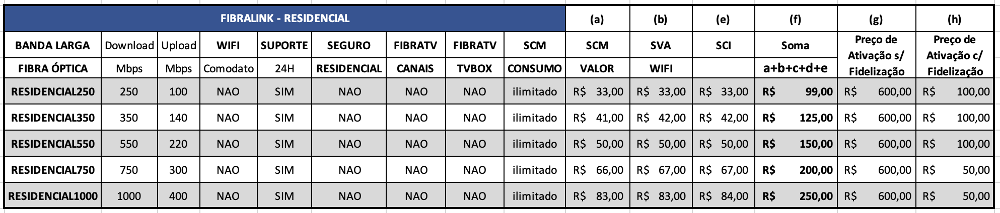 FIBRALINK - RESIDENCIAL (a) (b) (e) (f) (g) (h)
BANDA LARGA Download Upload WIFI SUPORTE SEGURO FIBRATV FIBRATV SCM SCM SVA SCI Soma Preço de Ativação s/ Fidelização Preço de Ativação c/ Fidelização
FIBRA ÓPTICA Mbps Mbps Comodato 24H RESIDENCIAL CANAIS TVBOX CONSUMO VALOR WIFI a+b+c+d+e
RESIDENCIAL250 250 100 NAO SIM NAO NAO NAO ilimitado R$ 33,00 R$ 33,00 R$ 33,00 R$ 99,00 R$ 600,00 R$ 100,00
RESIDENCIAL350 350 140 NAO SIM NAO NAO NAO ilimitado R$ 41,00 R$ 42,00 R$ 42,00 R$ 125,00 R$ 600,00 R$ 100,00
RESIDENCIAL550 550 220 NAO SIM NAO NAO NAO ilimitado R$ 50,00 R$ 50,00 R$ 50,00 R$ 150,00 R$ 600,00 R$ 100,00
RESIDENCIAL750 750 300 NAO SIM NAO NAO NAO ilimitado R$ 66,00 R$ 67,00 R$ 67,00 R$ 200,00 R$ 600,00 R$ 50,00
RESIDENCIAL1000 1000 400 NAO SIM NAO NAO NAO ilimitado R$ 83,00 R$ 83,00 R$ 84,00 R$ 250,00 R$ 600,00 R$ 50,00